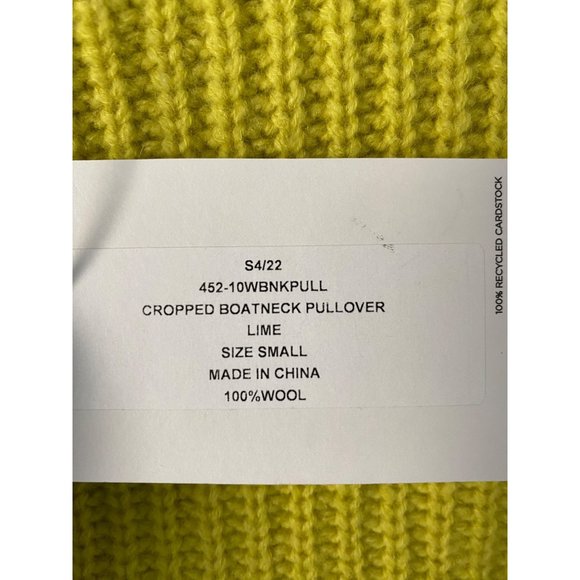 S4/22
452-10WBNKPULL
CROPPED BOATNECK PULLOVER
LIME
SIZE SMALL
MADE IN CHINA
100%WOOL
100% RECYCLED CARDSTOCK